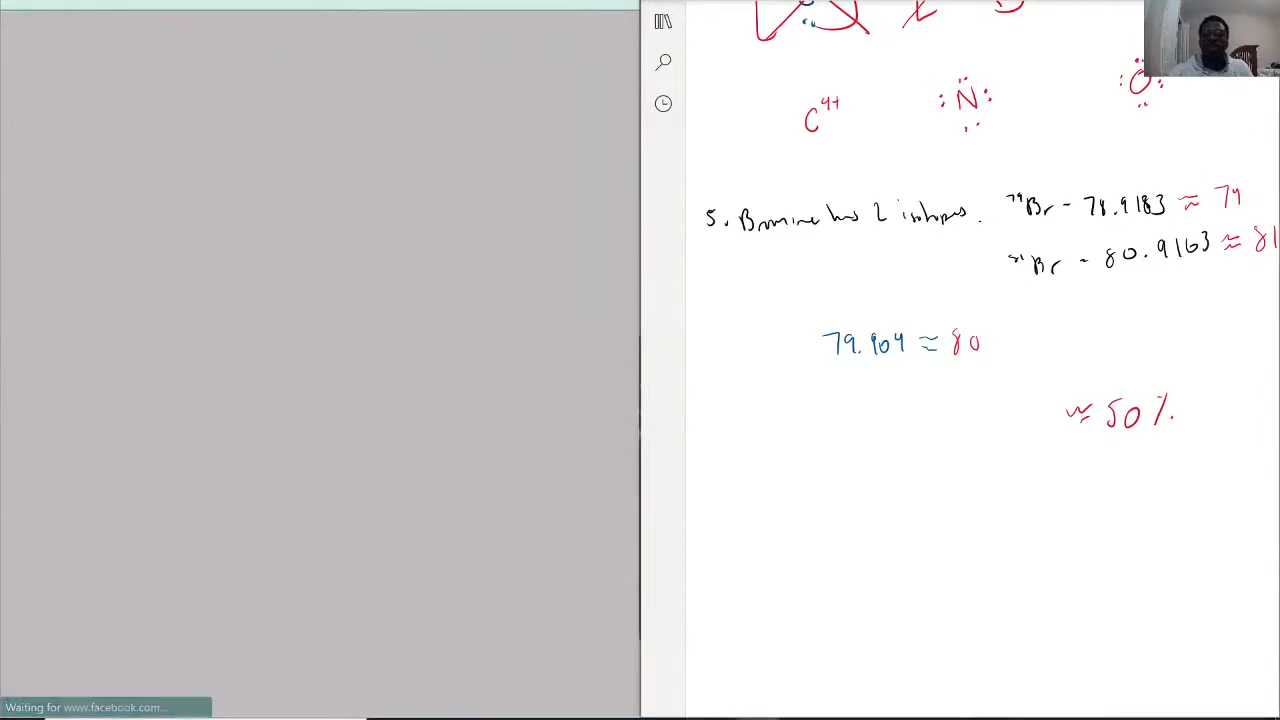 C⁴⁺ :N: :O:
5. Bromine has 2 isotopes. ⁷⁹Br - 78.9183 ≈ 79
⁸¹Br - 80.9163 ≈ 81
79.904 ≈ 80
≈ 50%
Waiting for www.facebook.com...